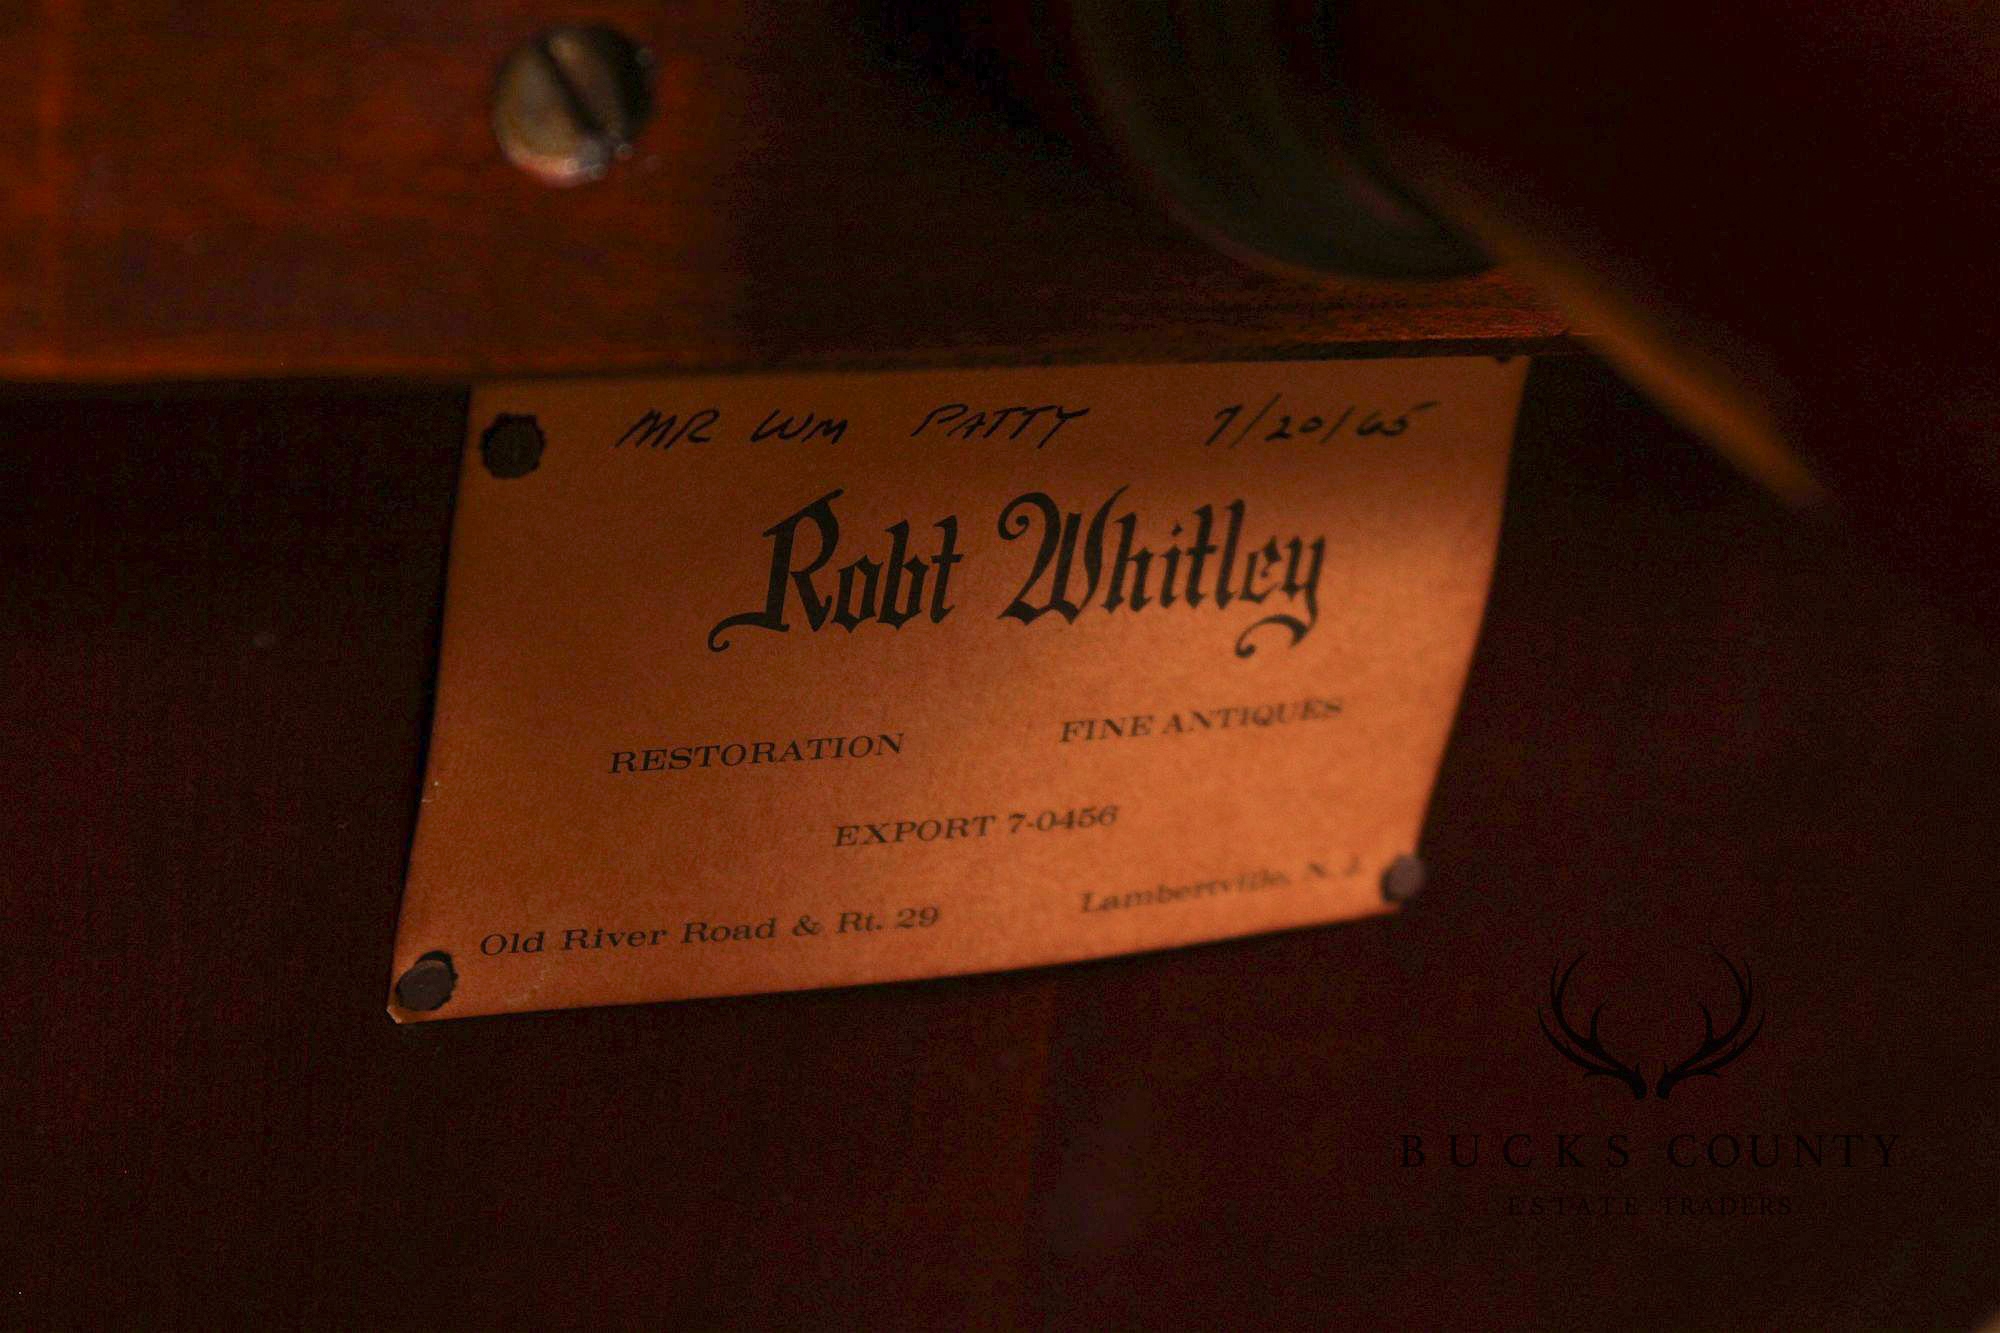 MR WM PATTY 7/20/65
Robt Whitley
RESTORATION FINE ANTIQUES
EXPORT 7-0456
Old River Road & Rt. 29 Lambertville, N. J.
BUCKS COUNTY
ESTATE TRADERS